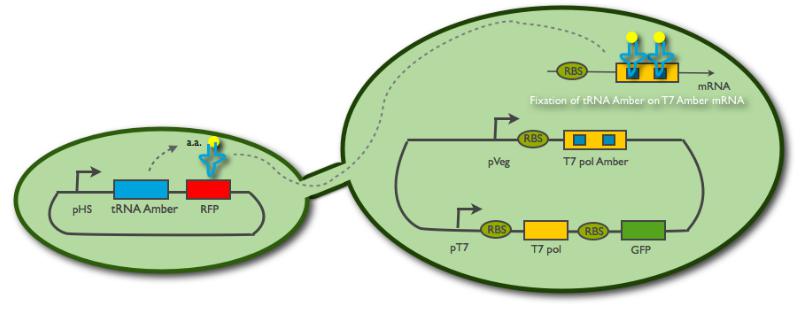 RBS
mRNA
Fixation of tRNA Amber on T7 Amber mRNA
a.a.
pHS tRNA Amber RFP
RBS
pVeg T7 pol Amber
RBS RBS
pT7 T7 pol GFP